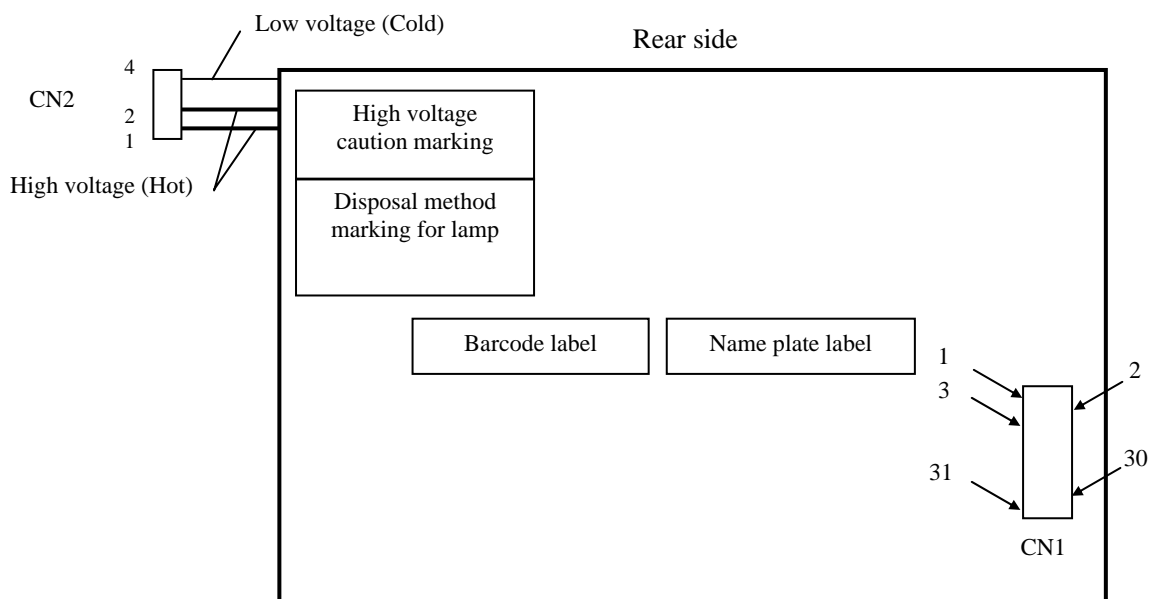 Low voltage (Cold)
Rear side
4
CN2
2
1
High voltage (Hot)
High voltage
caution marking
Disposal method
marking for lamp
Barcode label
Name plate label
1
2
3
31
30
CN1